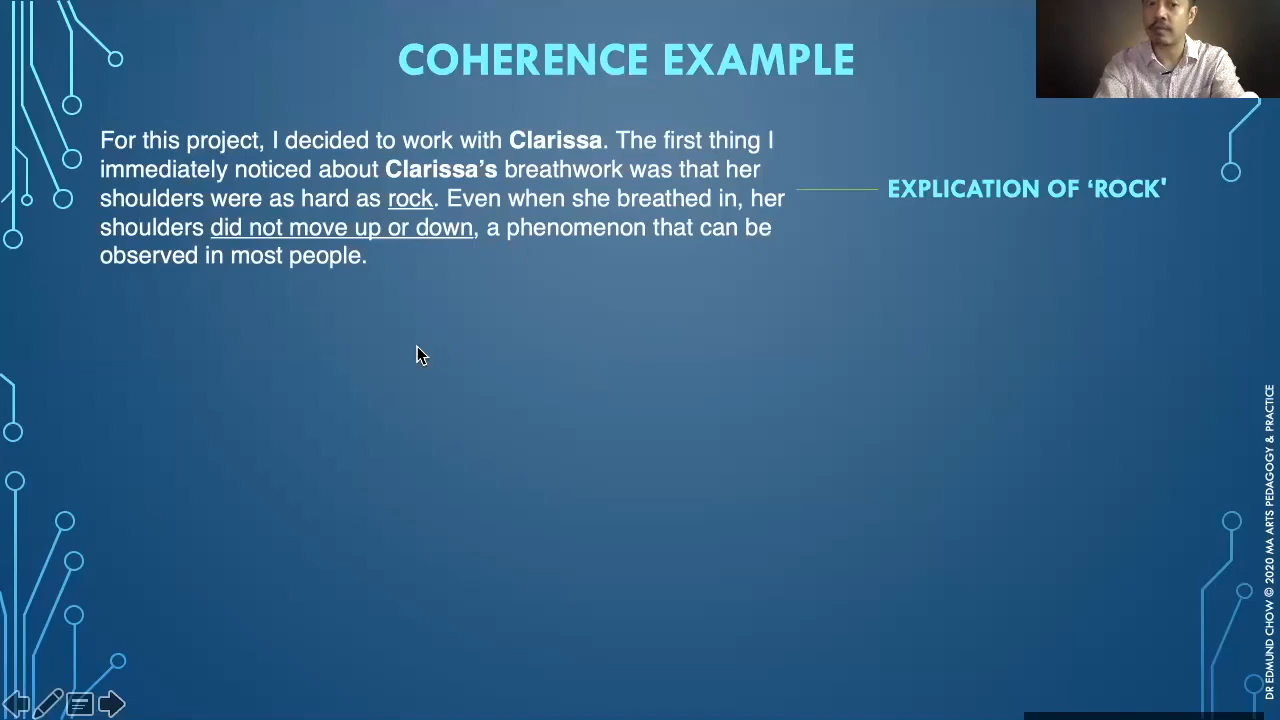 COHERENCE EXAMPLE
For this project, I decided to work with Clarissa. The first thing I
immediately noticed about Clarissa’s breathwork was that her
shoulders were as hard as rock. Even when she breathed in, her
shoulders did not move up or down, a phenomenon that can be
observed in most people.
EXPLICATION OF ‘ROCK'
DR EDMUND CHOW © 2020 MA ARTS PEDAGOGY & PRACTICE